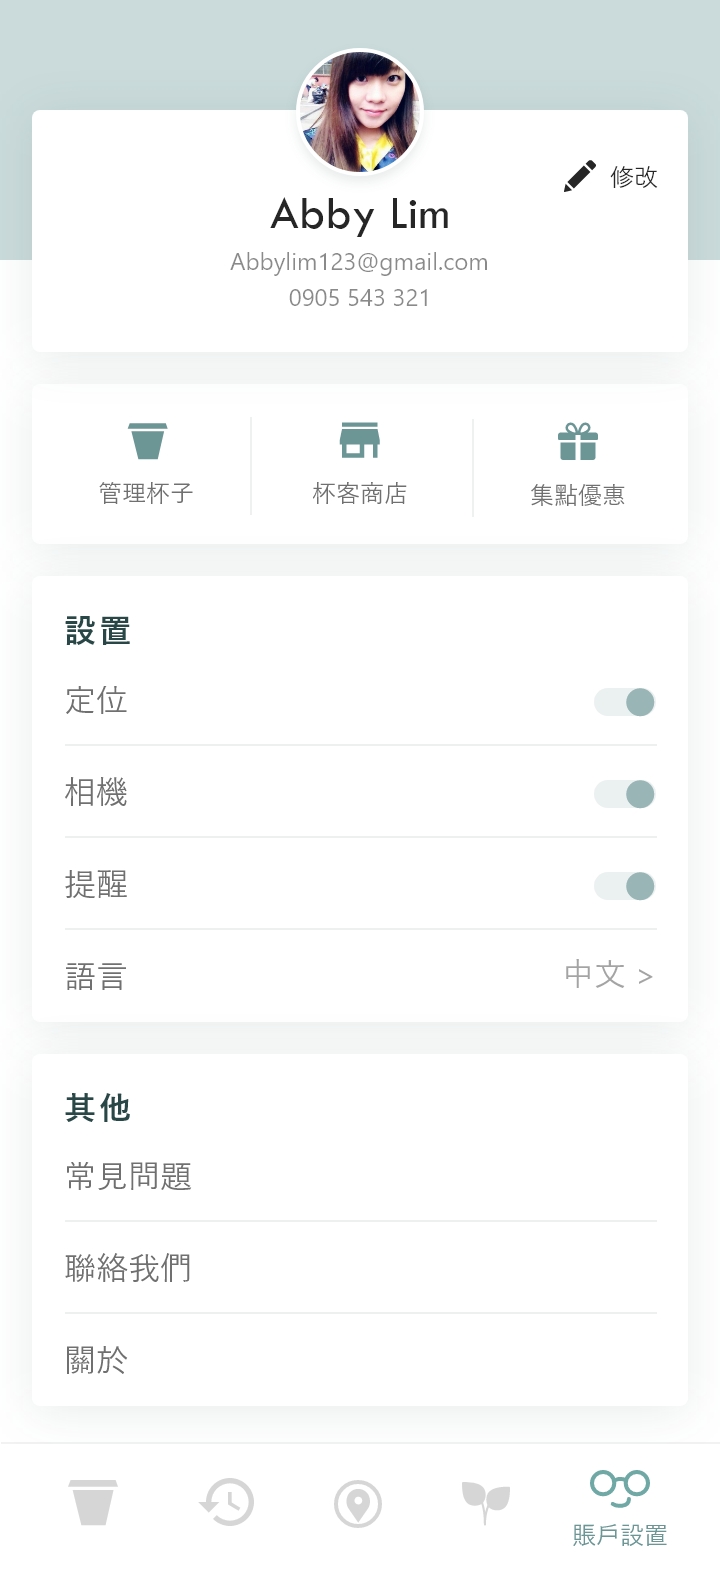 修改
Abby Lim
Abbylim123@gmail.com
0905 543 321
管理杯子
杯客商店
集點優惠
設置
定位
相機
提醒
語言 中文 >
其他
常見問題
聯絡我們
關於
賬戶設置